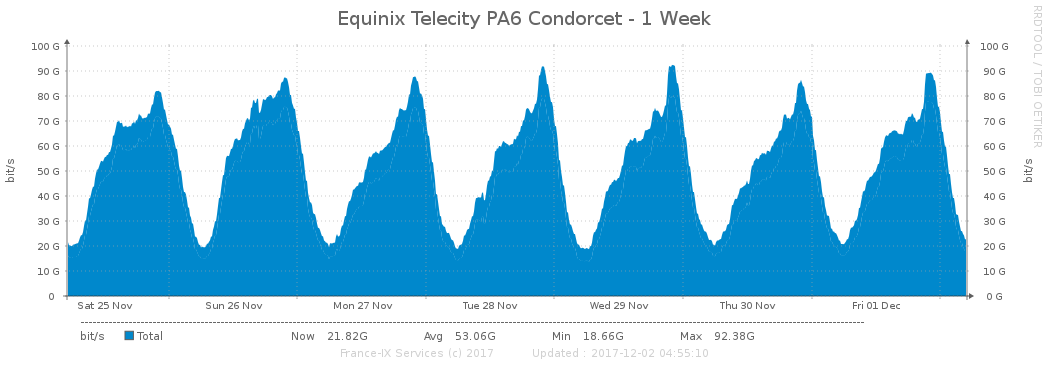 Equinix Telecity PA6 Condorcet - 1 Week
RRDTOOL / TOBI OETIKER
bit/s
100 G
90 G
80 G
70 G
60 G
50 G
40 G
30 G
20 G
10 G
0
100 G
90 G
80 G
70 G
60 G
50 G
40 G
30 G
20 G
10 G
0 G
bit/s
Sat 25 Nov Sun 26 Nov Mon 27 Nov Tue 28 Nov Wed 29 Nov Thu 30 Nov Fri 01 Dec
bit/s Total Now 21.82G Avg 53.06G Min 18.66G Max 92.38G
France-IX Services (c) 2017 Updated : 2017-12-02 04:55:10